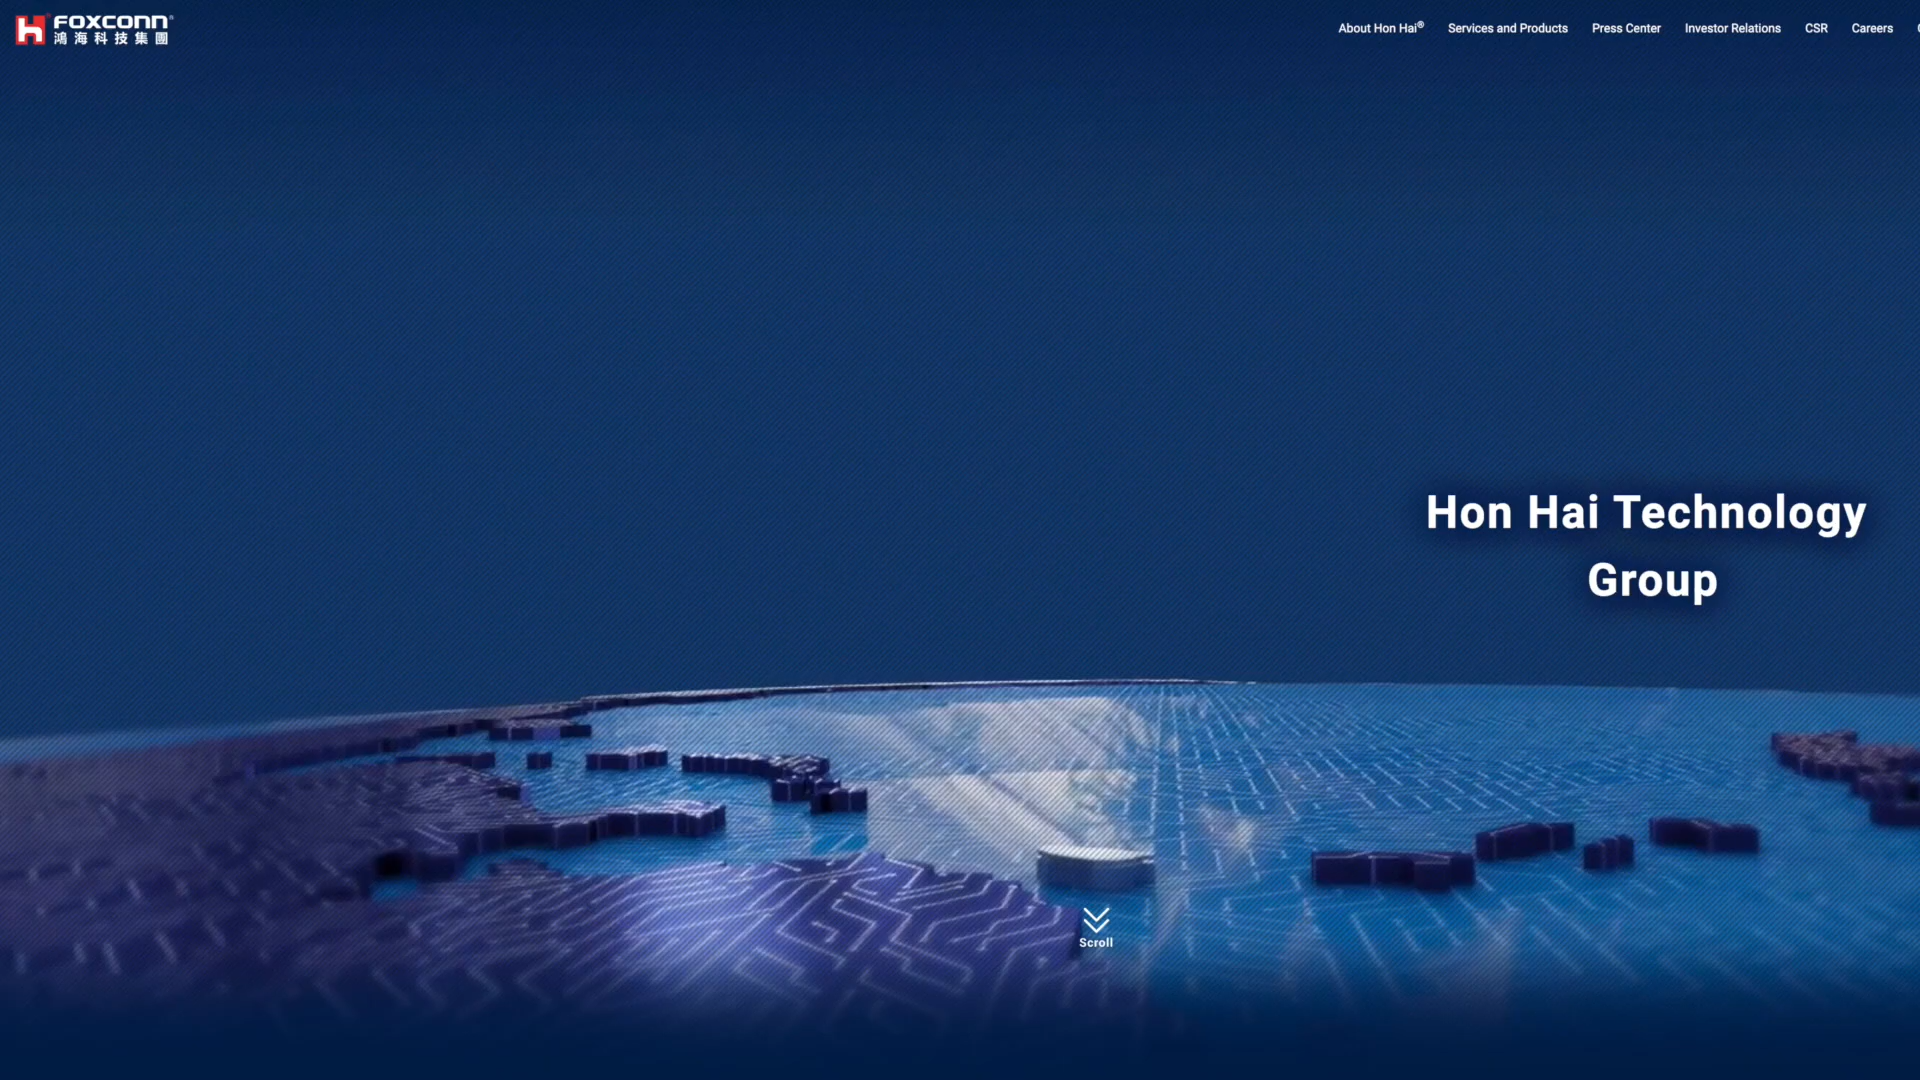 FOXCONN®
鴻海科技集團
About Hon Hai®
Services and Products
Press Center
Investor Relations
CSR
Careers
Hon Hai Technology
Group
Scroll